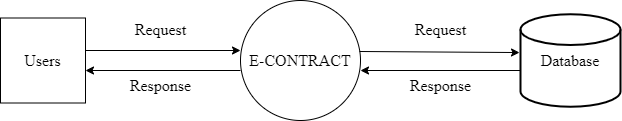 Request
Request
Users
E-CONTRACT
Database
Response
Response